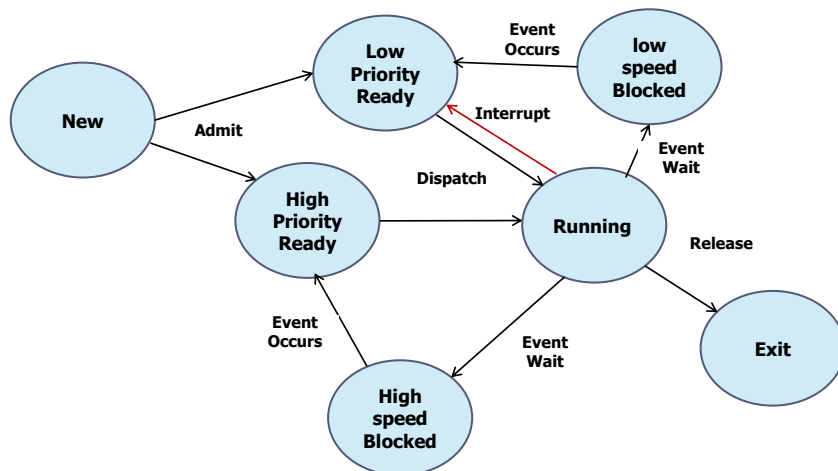 Low
Priority
Ready
Event
Occurs
low
speed
Blocked
New
Admit
Interrupt
Event
Wait
Dispatch
High
Priority
Ready
Running
Release
Event
Occurs
Event
Wait
Exit
High
speed
Blocked